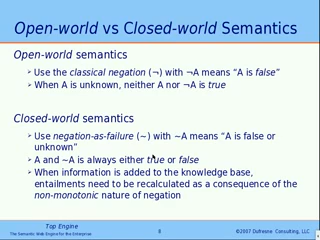 Open-world vs Closed-world Semantics
Open-world semantics
Use the classical negation (¬) with ¬A means “A is false”
When A is unknown, neither A nor ¬A is true
Closed-world semantics
Use negation-as-failure (~) with ~A means “A is false or
unknown”
A and ~A is always either true or false
When information is added to the knowledge base,
entailments need to be recalculated as a consequence of the
non-monotonic nature of negation
Top Engine
The Semantic Web Engine for the Enterprise
8
©2007 Dufresne Consulting, LLC